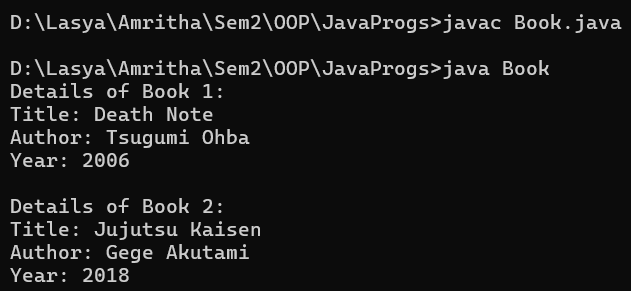 D:\Lasya\Amritha\Sem2\OOP\JavaProgs>javac Book.java
D:\Lasya\Amritha\Sem2\OOP\JavaProgs>java Book
Details of Book 1:
Title: Death Note
Author: Tsugumi Ohba
Year: 2006
Details of Book 2:
Title: Jujutsu Kaisen
Author: Gege Akutami
Year: 2018